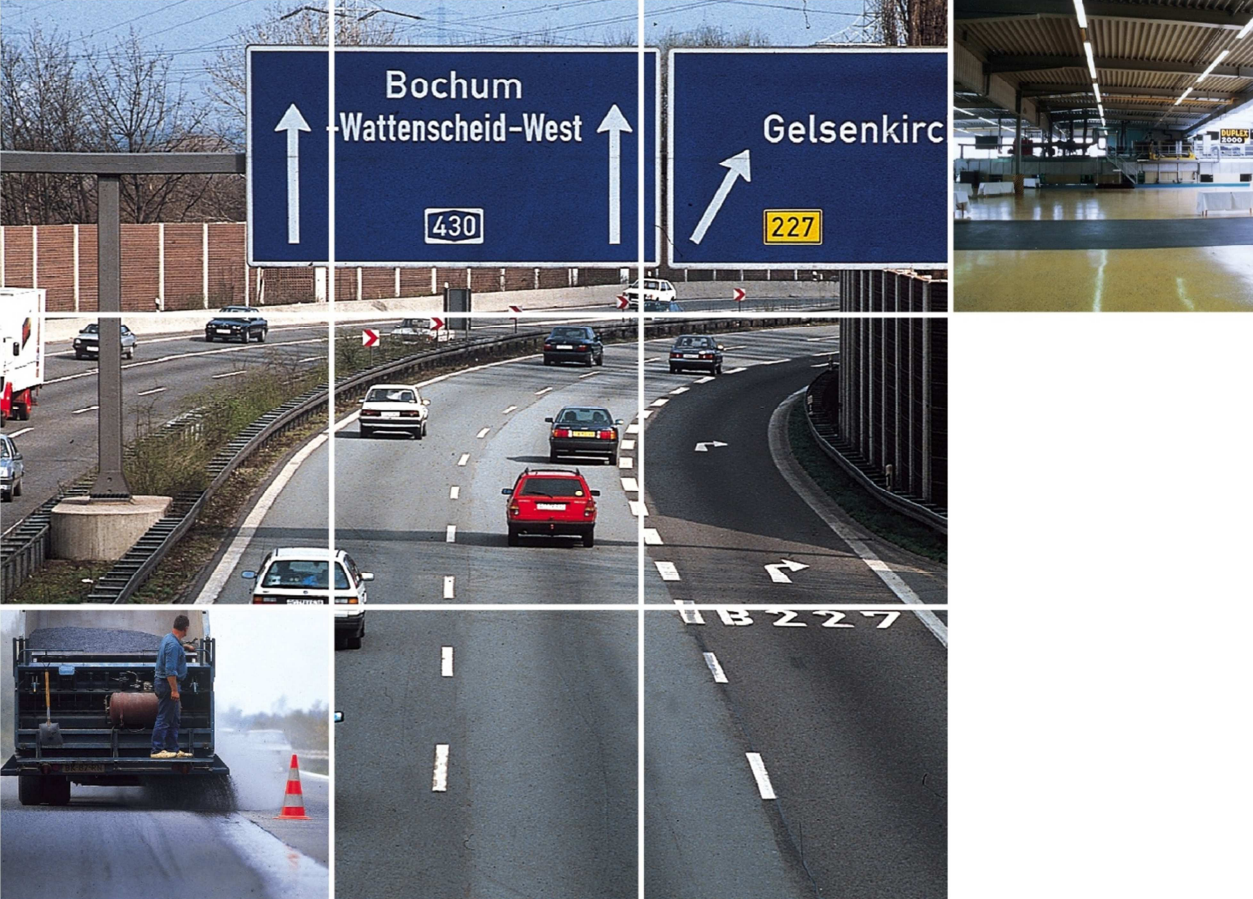 Bochum
-Wattenscheid-West
430
Gelsenkirc
227
DUPLEX
2000
B 227